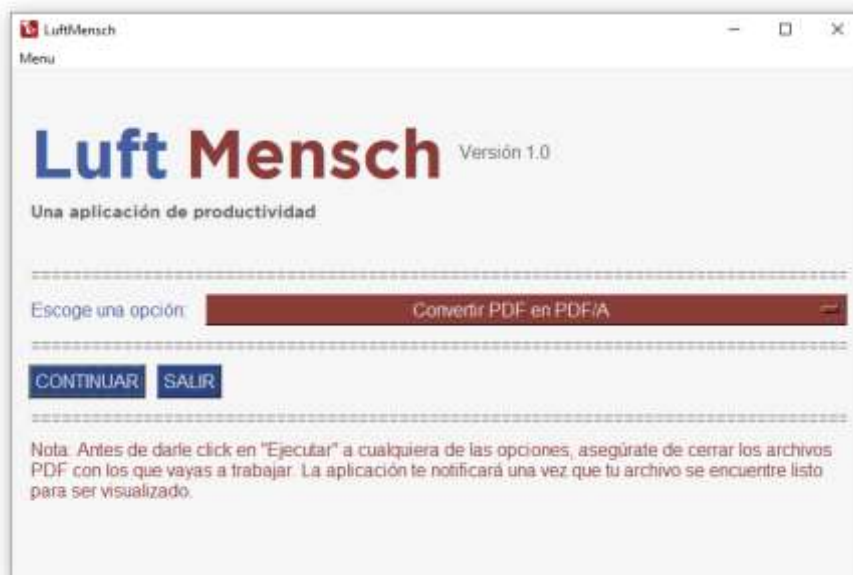 LuftMensch
Menu
Luft Mensch Versión 1.0
Una aplicación de productividad
Escoge una opción: Convertir PDF en PDF/A
CONTINUAR SALIR
Nota: Antes de darle click en "Ejecutar" a cualquiera de las opciones, asegúrate de cerrar los archivos
PDF con los que vayas a trabajar. La aplicación te notificará una vez que tu archivo se encuentre listo
para ser visualizado.